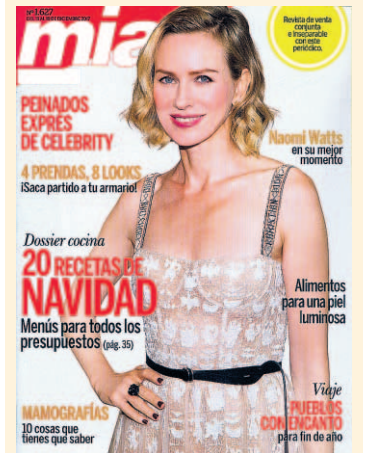 Nº 1.627
mia
Revista de venta
conjunta
e inseparable
con este
periódico.
PEINADOS
EXPRÉS
DE CELEBRITY
Naomi Watts
en su mejor
momento
4 PRENDAS, 8 LOOKS
¡Saca partido a tu armario!
Dossier cocina
20 RECETAS DE
NAVIDAD
Menús para todos los
presupuestos (pág. 35)
Alimentos
para una piel
luminosa
Viaje
PUEBLOS
CON ENCANTO
para fin de año
MAMOGRAFÍAS
10 cosas que
tienes que saber